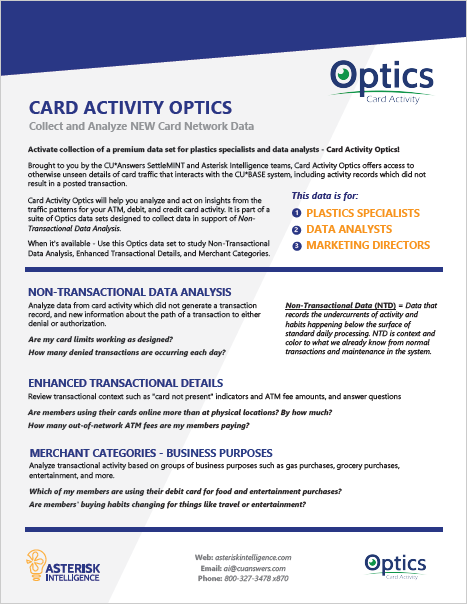 Optics
Card Activity
CARD ACTIVITY OPTICS
Collect and Analyze NEW Card Network Data
Activate collection of a premium data set for plastics specialists and data analysts - Card Activity Optics!
Brought to you by the CU*Answers SettleMINT and Asterisk Intelligence teams, Card Activity Optics offers access to
otherwise unseen details of card traffic that interacts with the CU*BASE system, including activity records which did not
result in a posted transaction.
Card Activity Optics will help you analyze and act on insights from the
traffic patterns for your ATM, debit, and credit card activity. It is part of a
suite of Optics data sets designed to collect data in support of Non-
Transactional Data Analysis.
When it's available - Use this Optics data set to study Non-Transactional
Data Analysis, Enhanced Transactional Details, and Merchant Categories.
This data is for:
1 PLASTICS SPECIALISTS
2 DATA ANALYSTS
3 MARKETING DIRECTORS
NON-TRANSACTIONAL DATA ANALYSIS
Analyze data from card activity which did not generate a transaction
record, and new information about the path of a transaction to either
denial or authorization.
Are my card limits working as designed?
How many denied transactions are occurring each day?
Non-Transactional Data (NTD) = Data that
records the undercurrents of activity and
habits happening below the surface of
standard daily processing. NTD is context and
color to what we already know from normal
transactions and maintenance in the system.
ENHANCED TRANSACTIONAL DETAILS
Review transactional context such as "card not present" indicators and ATM fee amounts, and answer questions
Are members using their cards online more than at physical locations? By how much?
How many out-of-network ATM fees are my members paying?
MERCHANT CATEGORIES - BUSINESS PURPOSES
Analyze transactional activity based on groups of business purposes such as gas purchases, grocery purchases,
entertainment, and more.
Which of my members are using their debit card for food and entertainment purchases?
Are members' buying habits changing for things like travel or entertainment?
ASTERISK
INTELLIGENCE
Web: asteriskintelligence.com
Email: ai@cuanswers.com
Phone: 800-327-3478 x870
Optics
Card Activity